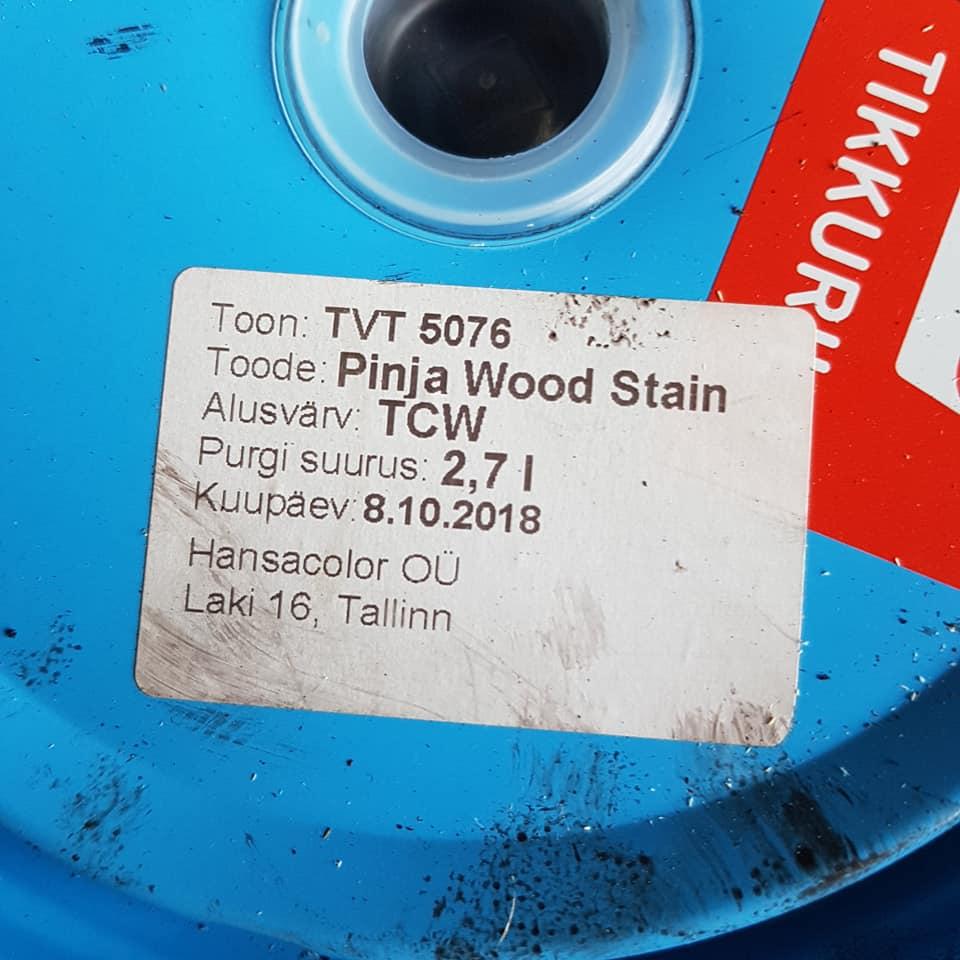 TIKKURILA
Toon: TVT 5076
Toode: Pinja Wood Stain
Alusvärv: TCW
Purgi suurus: 2,7 l
Kuupäev: 8.10.2018
Hansacolor OÜ
Laki 16, Tallinn